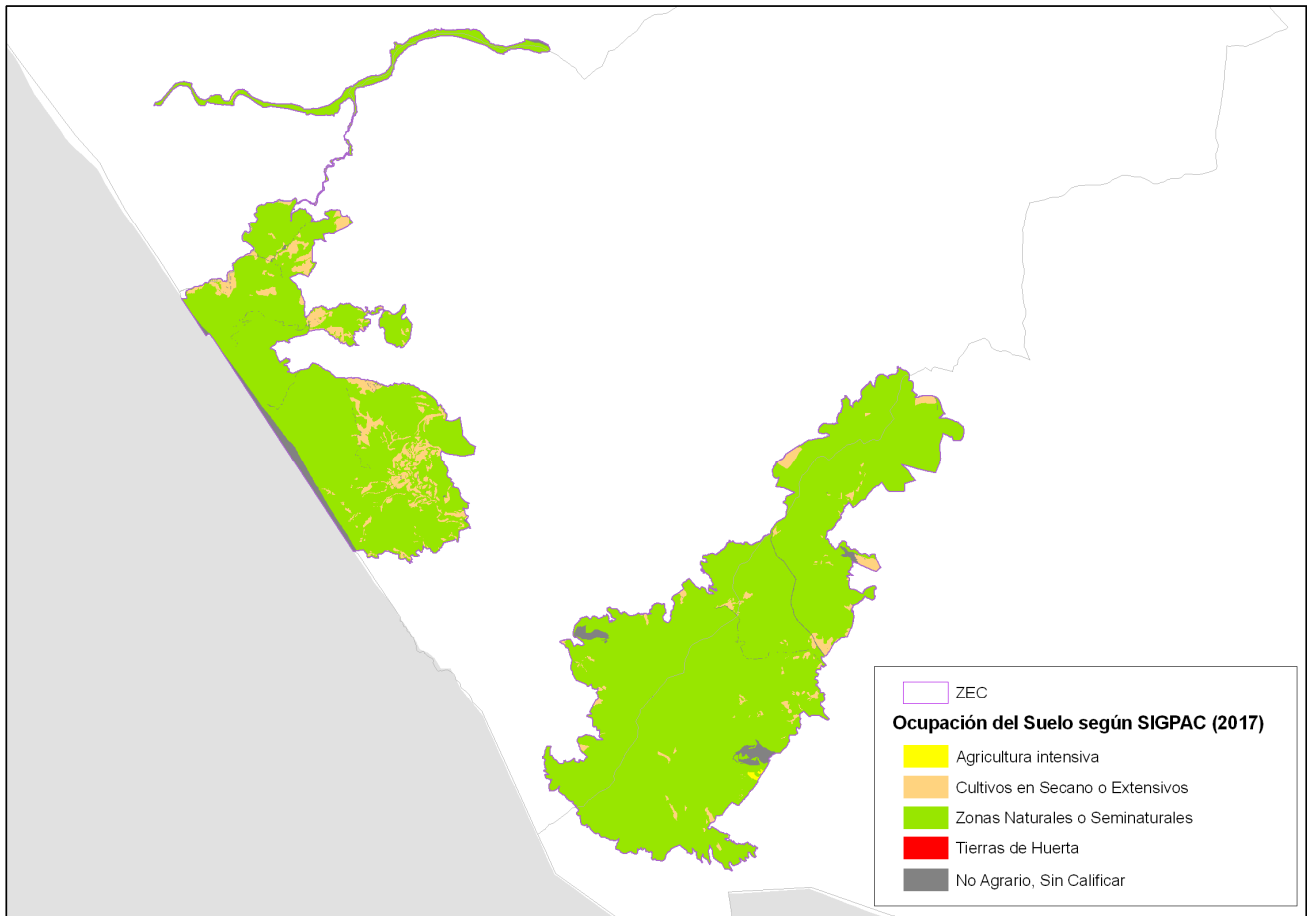 ZEC
Ocupación del Suelo según SIGPAC (2017)
Agricultura intensiva
Cultivos en Secano o Extensivos
Zonas Naturales o Seminaturales
Tierras de Huerta
No Agrario, Sin Calificar